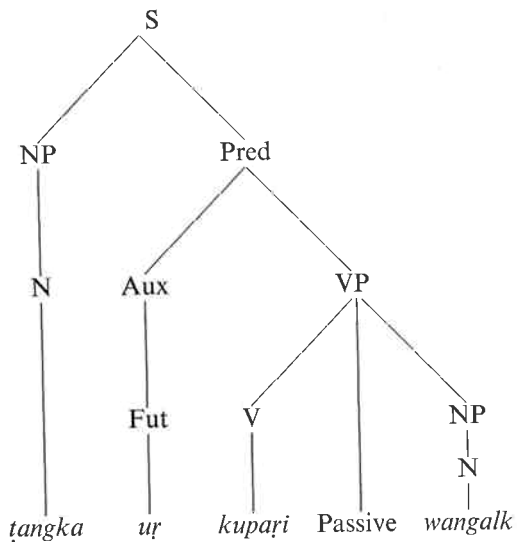 S
NP Pred
N Aux VP
Fut V NP
N
ṭangka uṛ kupaṛi Passive wangalk